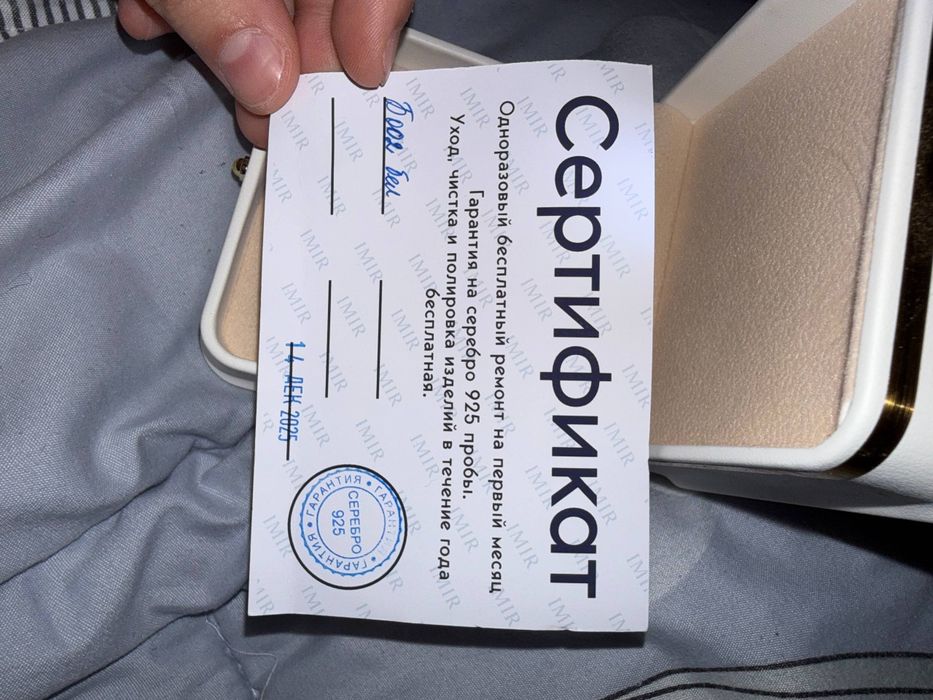 Сертификат
Одноразовый бесплатный ремонт на первый месяц
Гарантия на серебро 925 пробы.
Уход, чистка и полировка изделий в течение года
бесплатная.
14 ДЕК 2025
ГАРАНТИЯ • ГАРАНТИЯ • ГАРАНТИЯ
СЕРЕБРО
925
IMIR